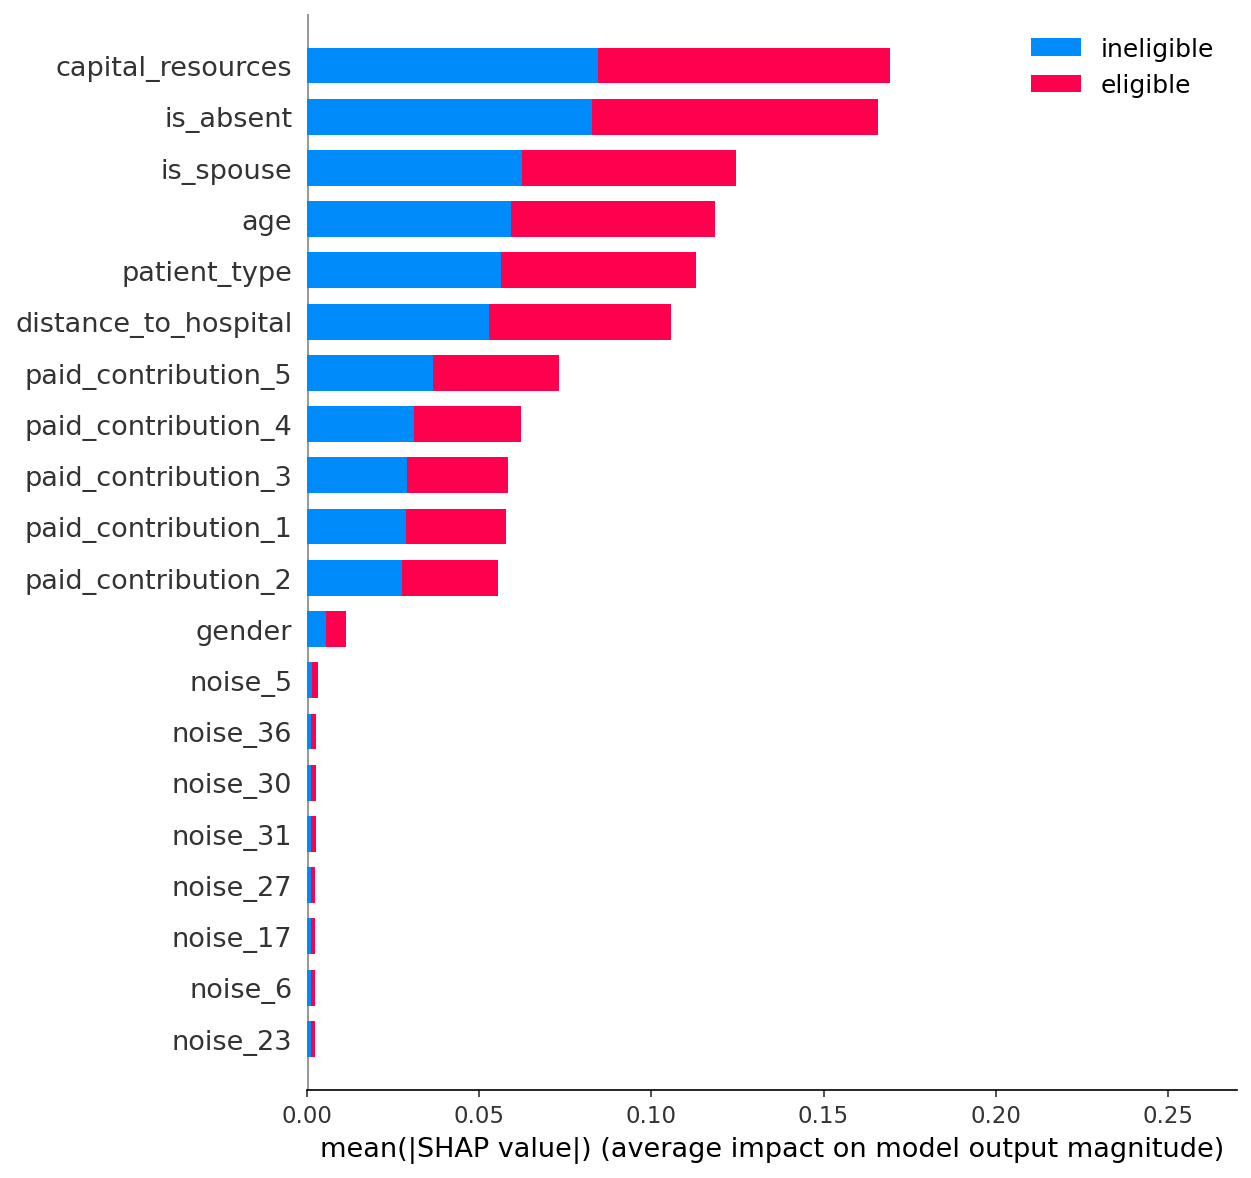 ineligible
eligible
capital_resources
is_absent
is_spouse
age
patient_type
distance_to_hospital
paid_contribution_5
paid_contribution_4
paid_contribution_3
paid_contribution_1
paid_contribution_2
gender
noise_5
noise_36
noise_30
noise_31
noise_27
noise_17
noise_6
noise_23
0.00 0.05 0.10 0.15 0.20 0.25
mean(|SHAP value|) (average impact on model output magnitude)